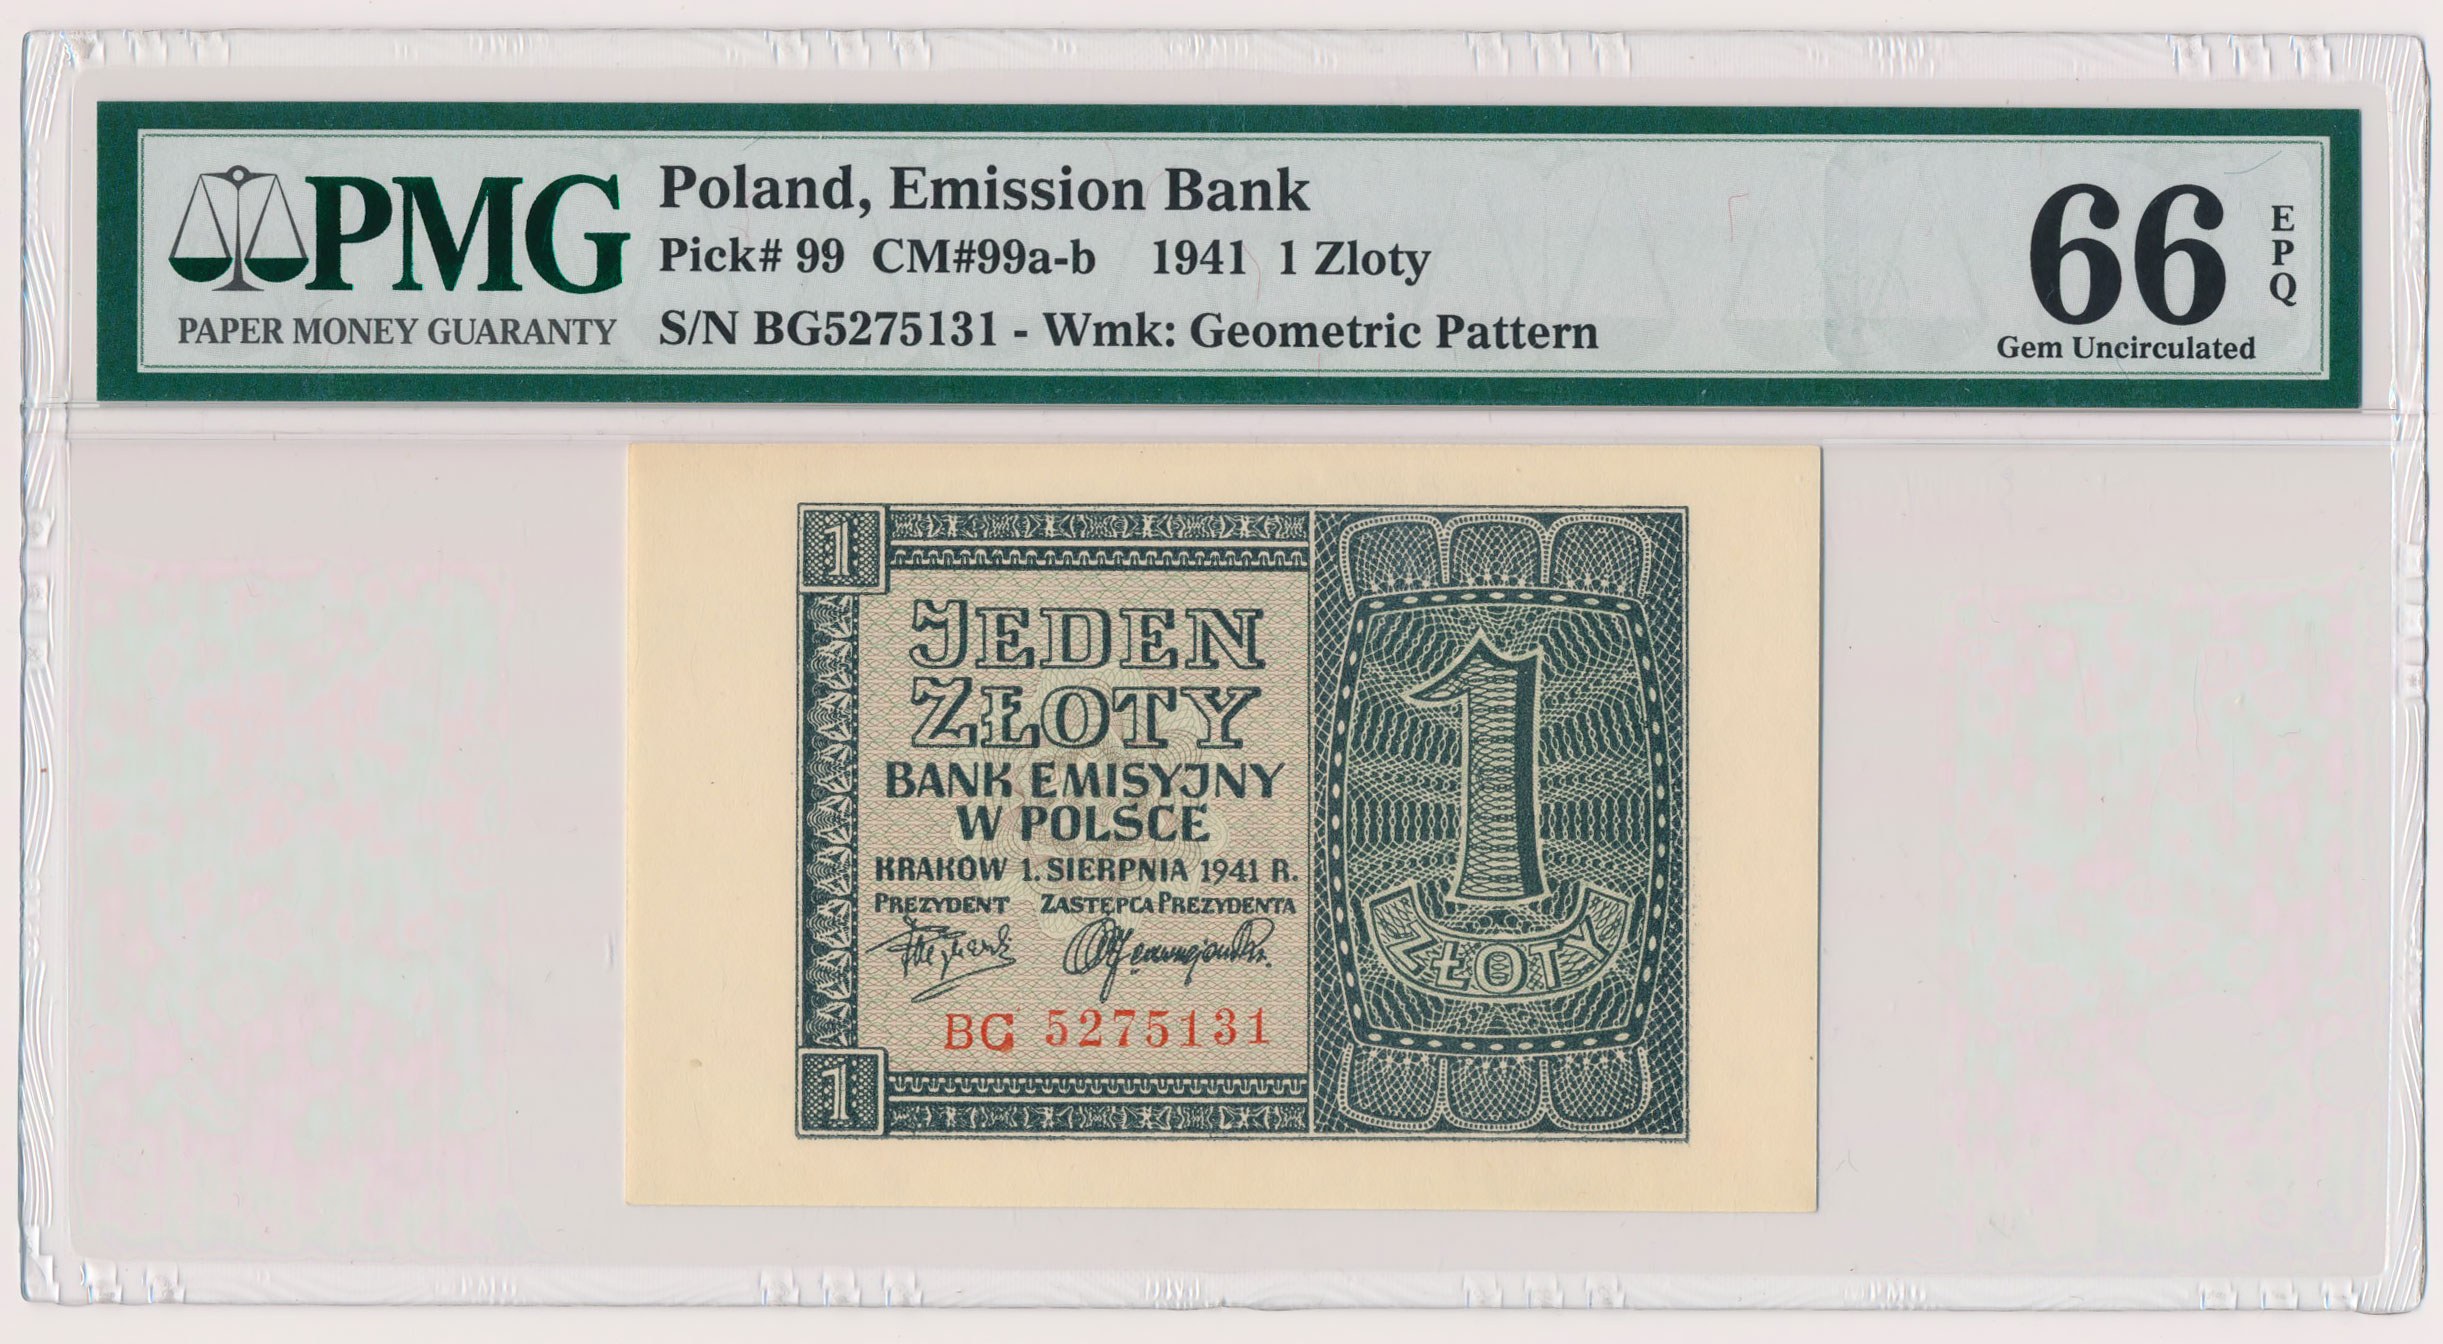 PMG
PAPER MONEY GUARANTY
Poland, Emission Bank
Pick# 99 CM#99a-b 1941 1 Zloty
S/N BG5275131 - Wmk: Geometric Pattern
66
EPQ
Gem Uncirculated
1
JEDEN
ZŁOTY
BANK EMISYJNY
W POLSCE
KRAKÓW 1. SIERPNIA 1941 R.
PREZYDENT ZASTĘPCA PREZYDENTA
BG 5275131
1
1
ZŁOTY